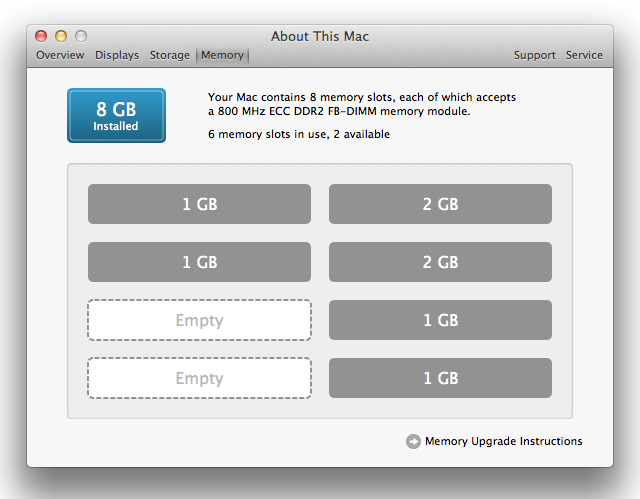 About This Mac
Overview Displays Storage Memory Support Service
8 GB
Installed
Your Mac contains 8 memory slots, each of which accepts
a 800 MHz ECC DDR2 FB-DIMM memory module.
6 memory slots in use, 2 available
1 GB 2 GB
1 GB 2 GB
Empty 1 GB
Empty 1 GB
Memory Upgrade Instructions